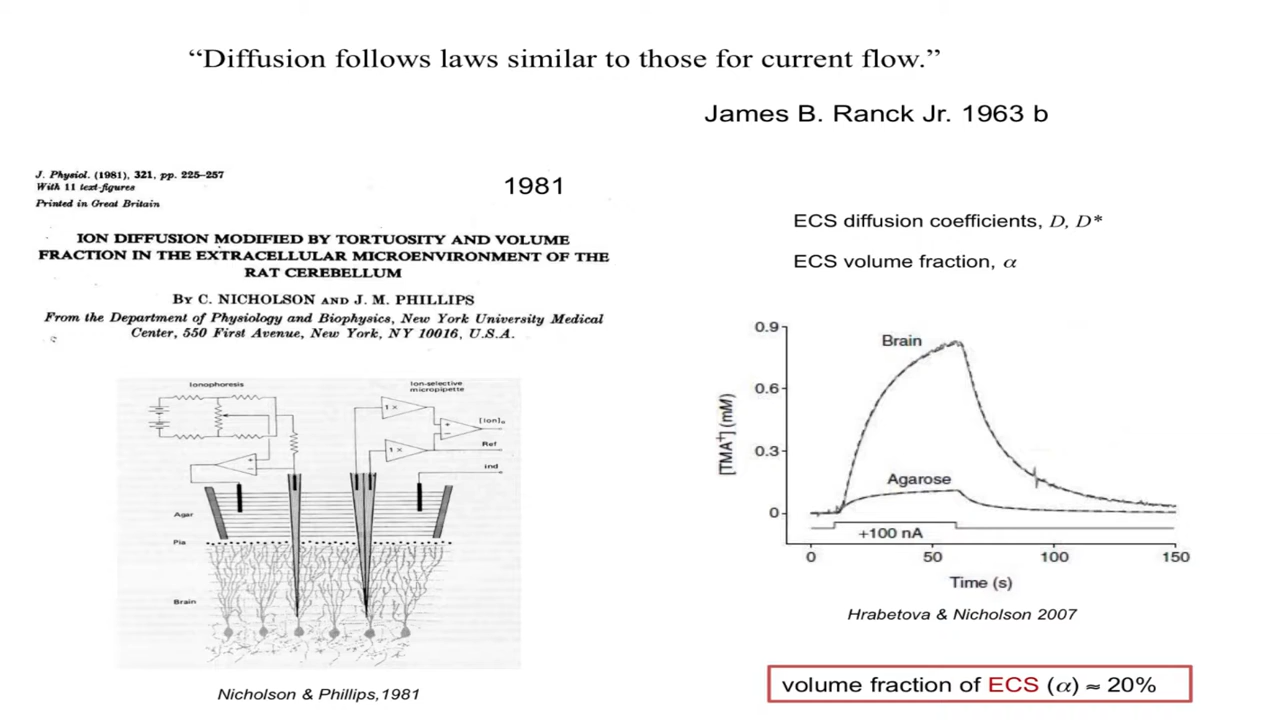 “Diffusion follows laws similar to those for current flow.”
James B. Ranck Jr. 1963 b
J. Physiol. (1981), 321, pp. 225–257
With 11 text-figures
Printed in Great Britain
1981
ION DIFFUSION MODIFIED BY TORTUOSITY AND VOLUME
FRACTION IN THE EXTRACELLULAR MICROENVIRONMENT OF THE
RAT CEREBELLUM
By C. NICHOLSON AND J. M. PHILLIPS
From the Department of Physiology and Biophysics, New York University Medical
Center, 550 First Avenue, New York, NY 10016, U.S.A.
Ionophoresis
Ion-selective
micropipette
1 x
[Ion]o
1 x
Ref
Ind
+
−
+
−
Agar
Pia
Brain
Nicholson & Phillips,1981
ECS diffusion coefficients, D, D*
ECS volume fraction, α
[TMA+] (mM)
0.9
0.6
0.3
0
Brain
Agarose
+100 nA
0 50 100 150
Time (s)
Hrabetova & Nicholson 2007
volume fraction of ECS (α) ≈ 20%